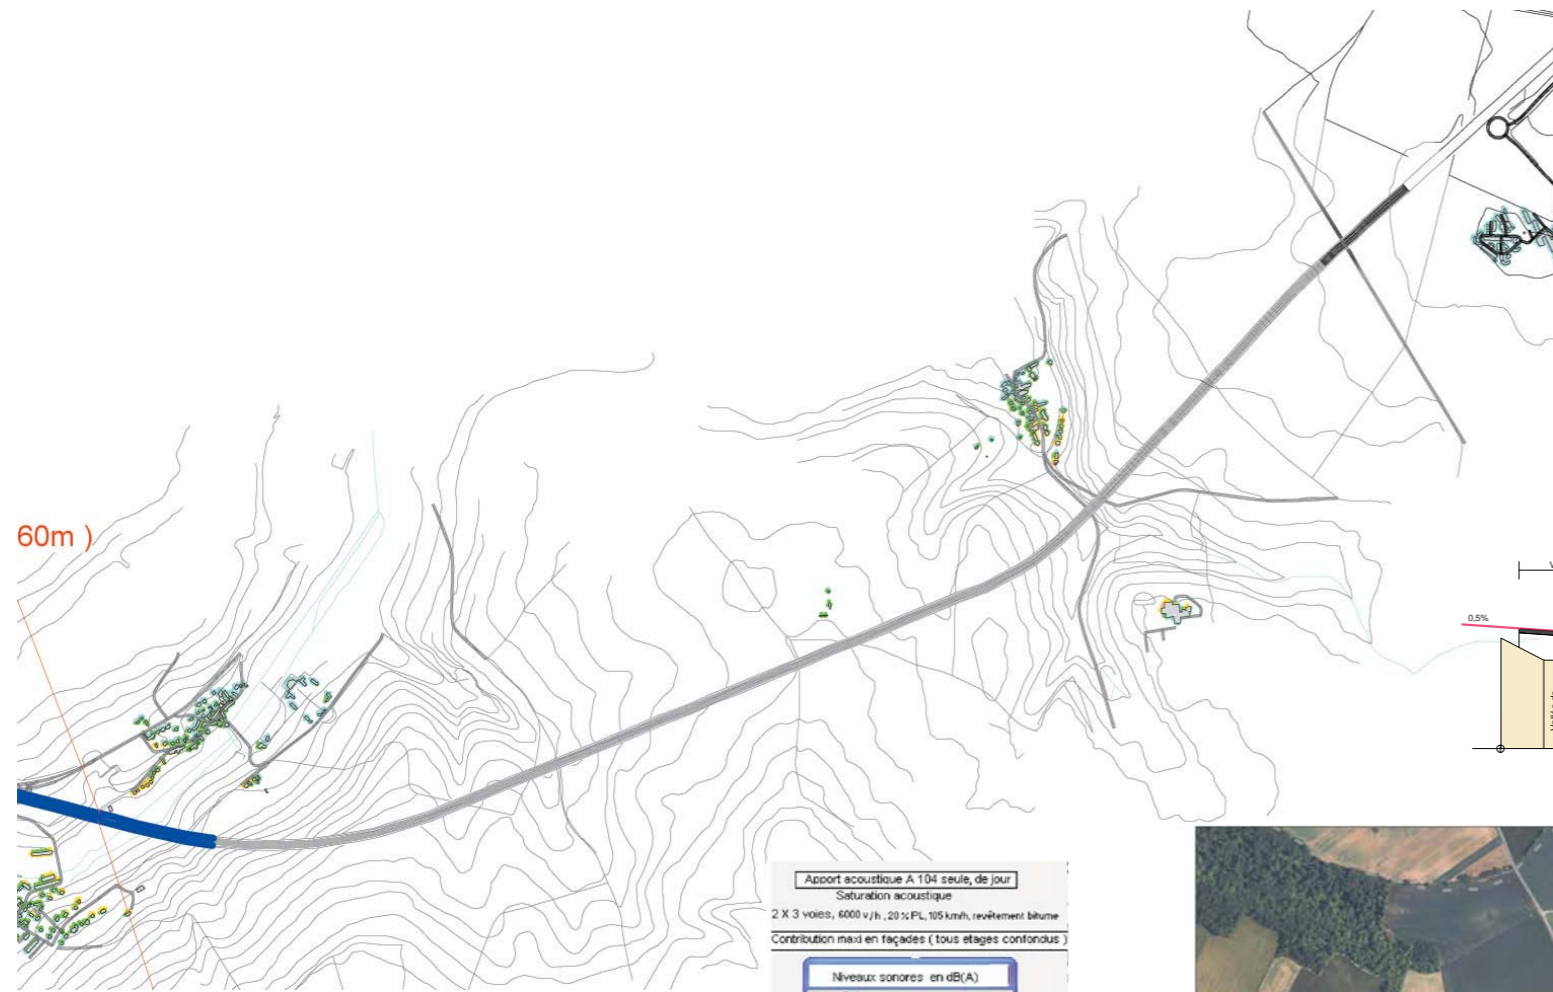 60m )
0,5%
Apport acoustique A 104 seule, de jour
Saturation acoustique
2 X 3 voies, 6000 v/h , 20 % PL, 105 km/h, revêtement bitume
Contribution maxi en façades ( tous etages confondus )
Niveaux sonores en dB(A)